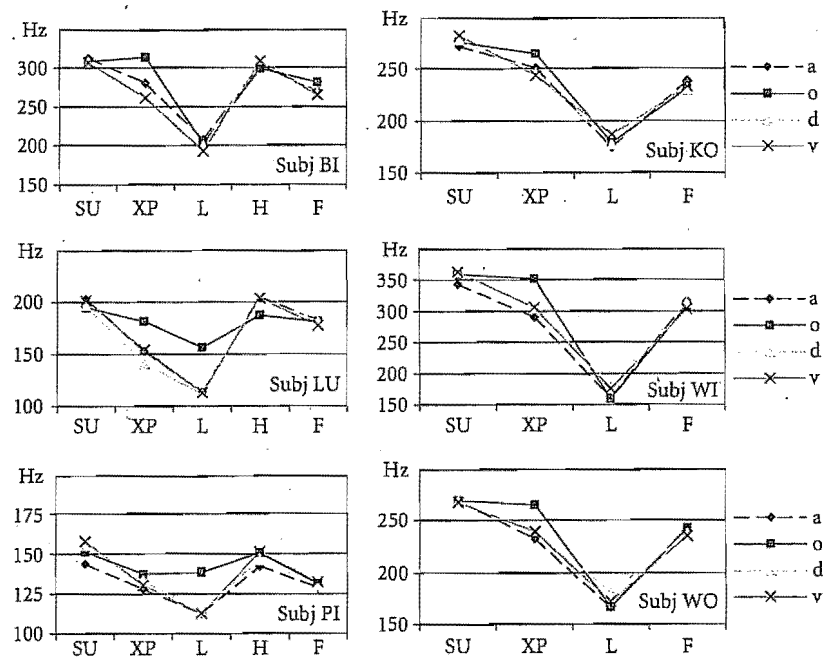 Hz
300
250
200
150
Subj BI
SU XP L H F
Hz
250
200
150
Subj KO
SU XP L F
a
o
d
v
Hz
200
150
100
Subj LU
SU XP L H F
Hz
350
300
250
200
150
Subj WI
SU XP L F
a
o
d
v
Hz
175
150
125
100
Subj PI
SU XP L H F
Hz
250
200
150
Subj WO
SU XP L F
a
o
d
v